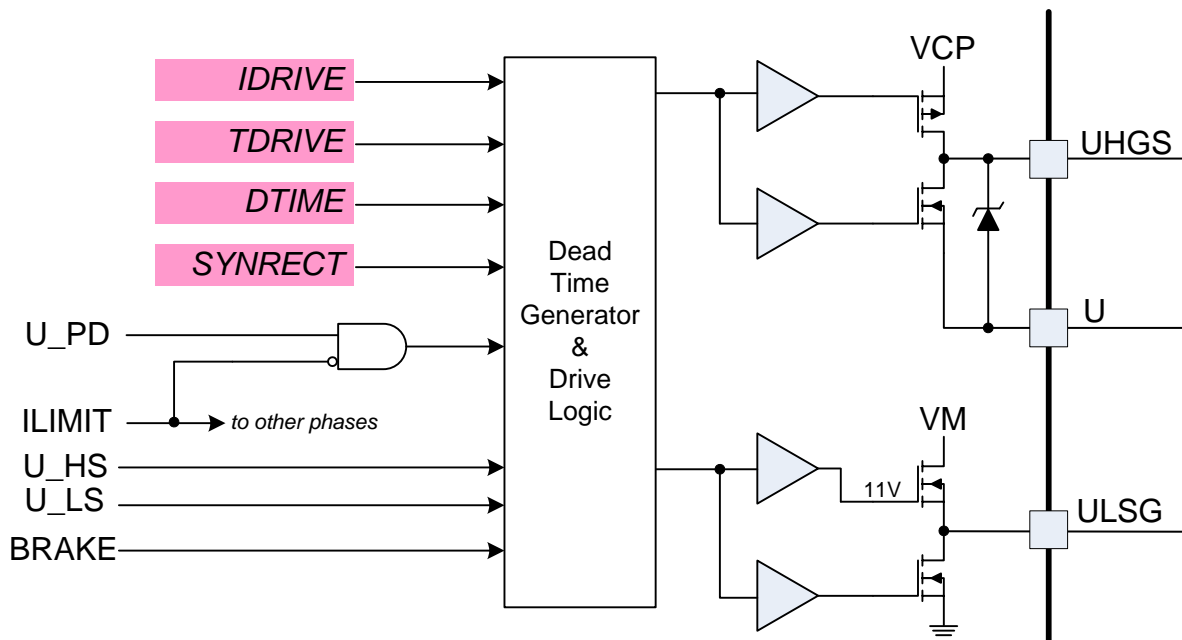 IDRIVE
TDRIVE
DTIME
SYNRECT
U_PD
ILIMIT
to other phases
U_HS
U_LS
BRAKE
Dead
Time
Generator
&
Drive
Logic
VCP
UHGS
U
VM
11V
ULSG